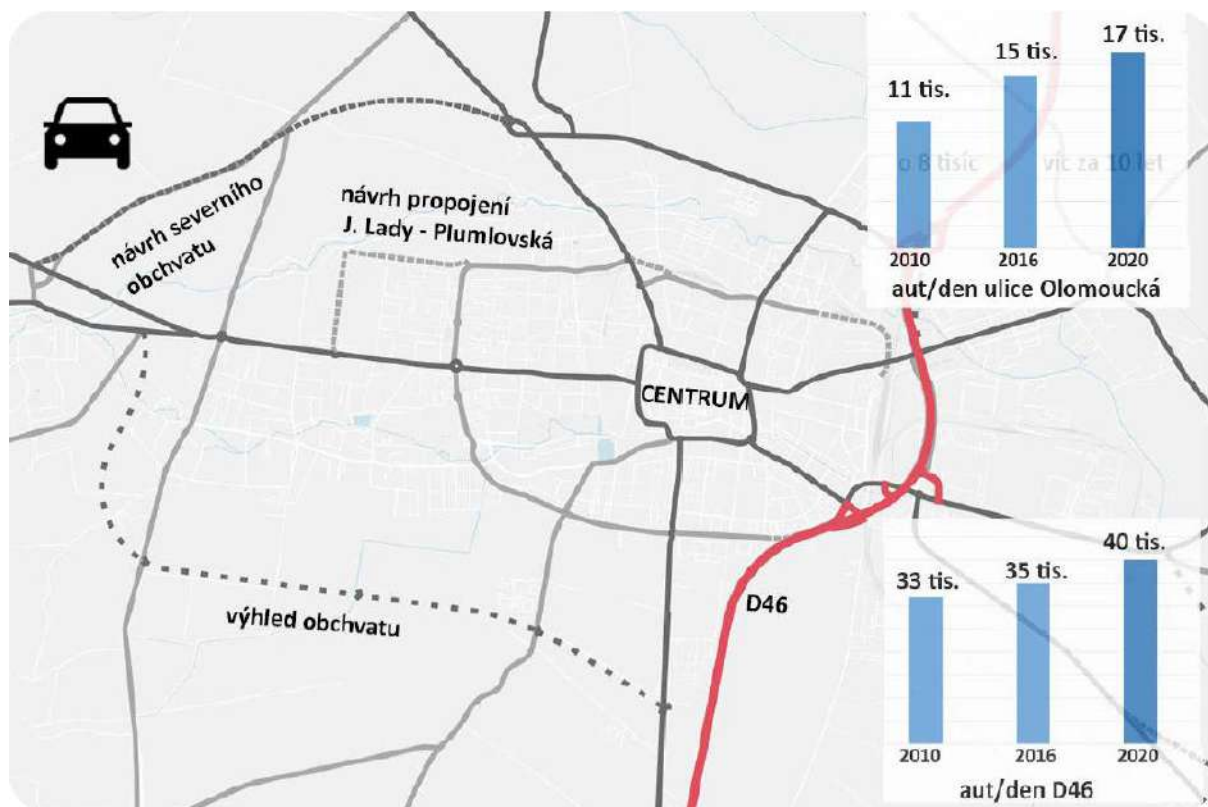 17 tis.
15 tis.
11 tis.
o 8 tisíc
víc za 10 let
2010
2016
2020
aut/den ulice Olomoucká
návrh severního
obchvatu
návrh propojení
J. Lady - Plumlovská
CENTRUM
D46
výhled obchvatu
40 tis.
35 tis.
33 tis.
2010
2016
2020
aut/den D46